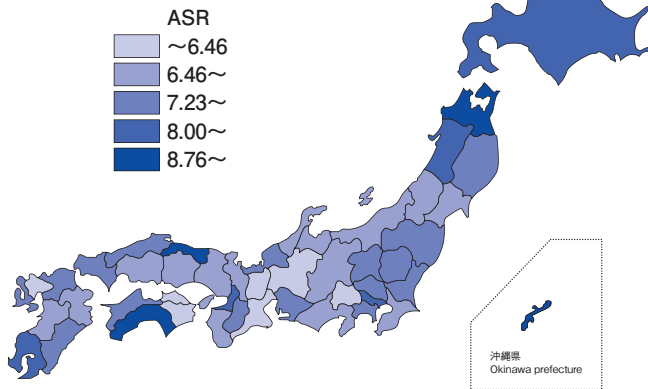 ASR
～6.46
6.46～
7.23～
8.00～
8.76～
沖縄県
Okinawa prefecture